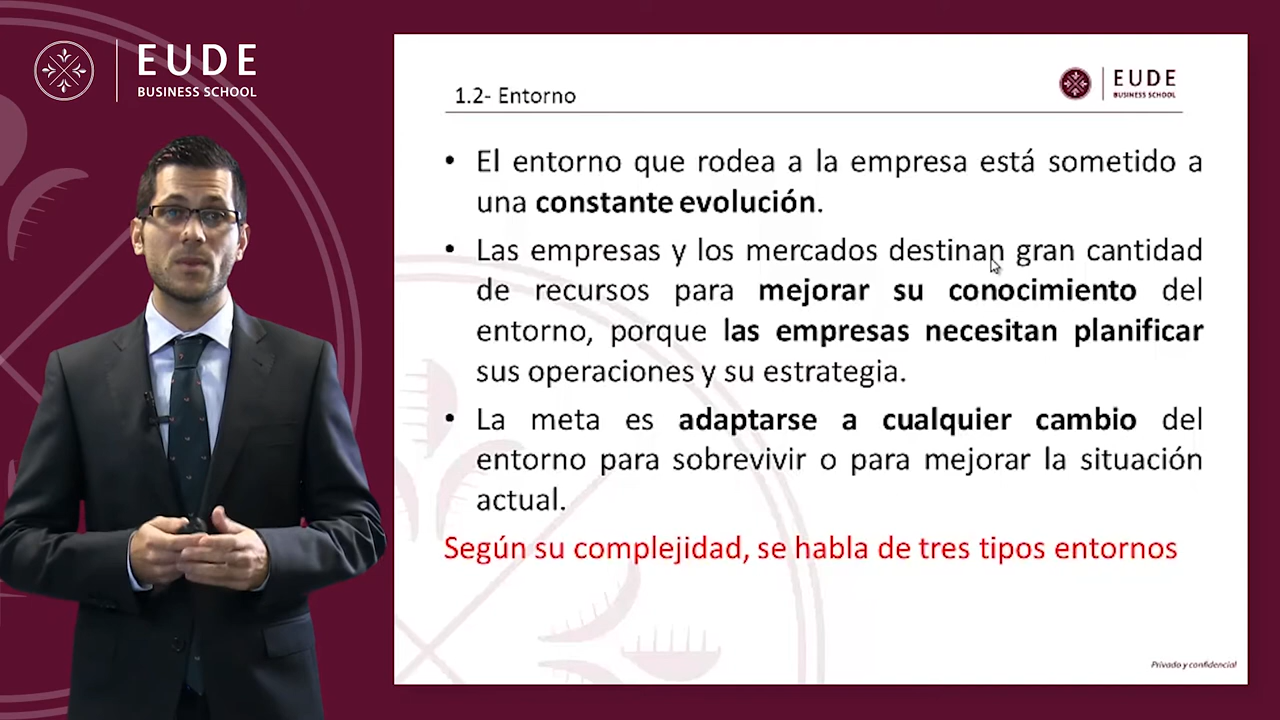 EUDE
BUSINESS SCHOOL
1.2- Entorno
EUDE
BUSINESS SCHOOL
• El entorno que rodea a la empresa está sometido a
una constante evolución.
• Las empresas y los mercados destinan gran cantidad
de recursos para mejorar su conocimiento del
entorno, porque las empresas necesitan planificar
sus operaciones y su estrategia.
• La meta es adaptarse a cualquier cambio del
entorno para sobrevivir o para mejorar la situación
actual.
Según su complejidad, se habla de tres tipos entornos
Privado y confidencial